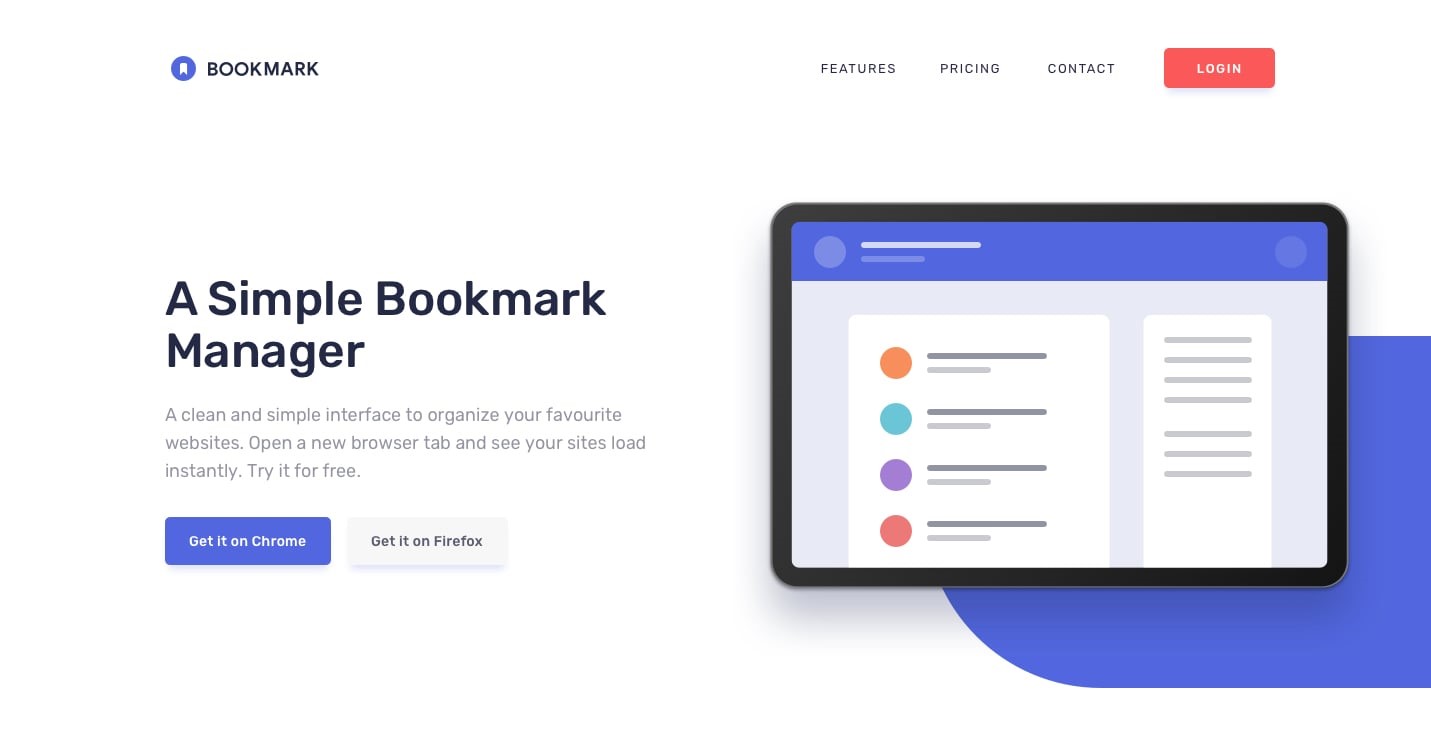 BOOKMARK
FEATURES
PRICING
CONTACT
LOGIN
A Simple Bookmark
Manager
A clean and simple interface to organize your favourite
websites. Open a new browser tab and see your sites load
instantly. Try it for free.
Get it on Chrome
Get it on Firefox